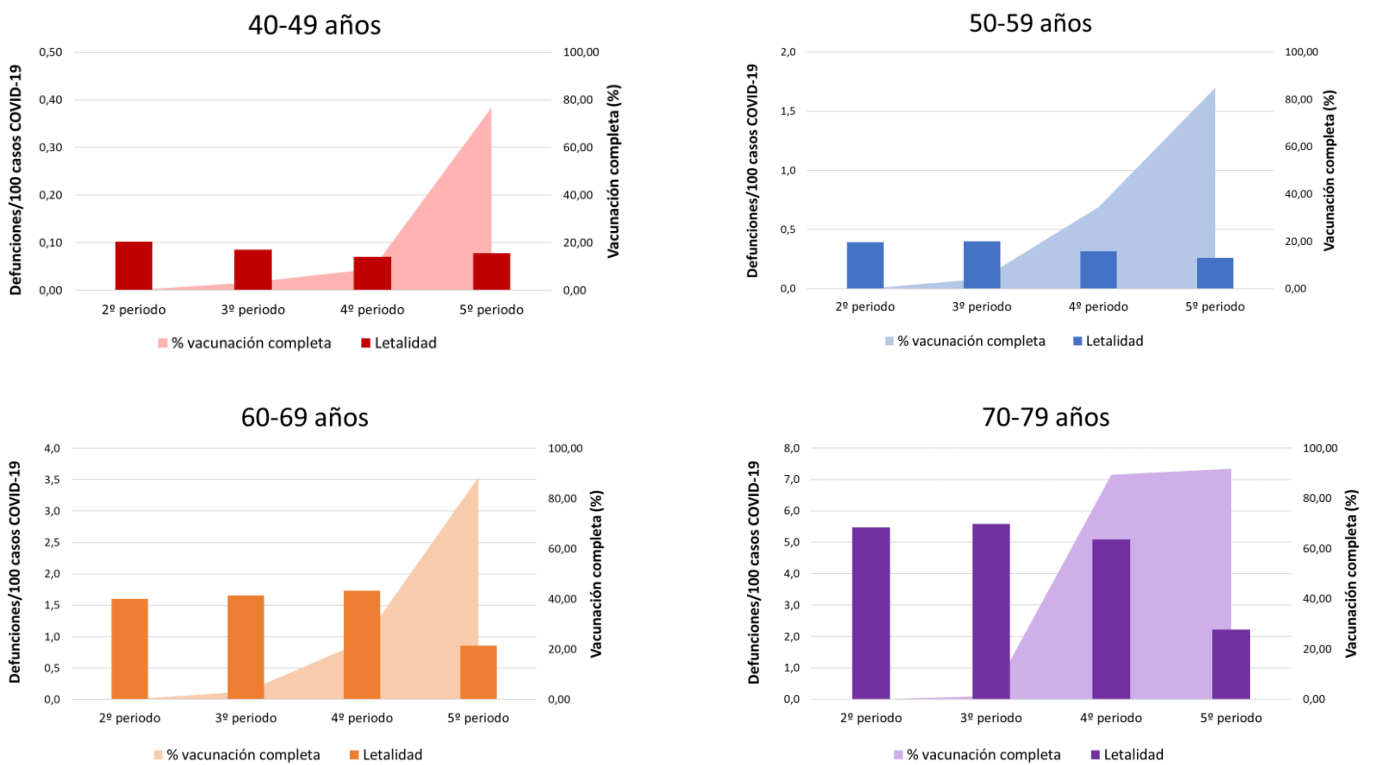 40-49 años
Defunciones/100 casos COVID-19
0,50
0,40
0,30
0,20
0,10
0,00
100,00
80,00
60,00
40,00
20,00
0,00
Vacunación completa (%)
2º periodo 3º periodo 4º periodo 5º periodo
% vacunación completa Letalidad
50-59 años
Defunciones/100 casos COVID-19
2,0
1,5
1,0
0,5
0,0
100,00
80,00
60,00
40,00
20,00
0,00
Vacunación completa (%)
2º periodo 3º periodo 4º periodo 5º periodo
% vacunación completa Letalidad
60-69 años
Defunciones/100 casos COVID-19
4,0
3,5
3,0
2,5
2,0
1,5
1,0
0,5
0,0
100,00
80,00
60,00
40,00
20,00
0,00
Vacunación completa (%)
2º periodo 3º periodo 4º periodo 5º periodo
% vacunación completa Letalidad
70-79 años
Defunciones/100 casos COVID-19
8,0
7,0
6,0
5,0
4,0
3,0
2,0
1,0
0,0
100,00
80,00
60,00
40,00
20,00
0,00
Vacunación completa (%)
2º periodo 3º periodo 4º periodo 5º periodo
% vacunación completa Letalidad